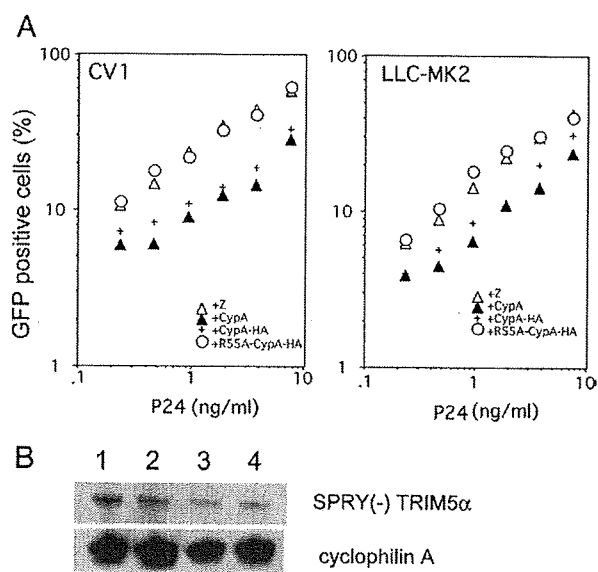 A
GFP positive cells (%)
100
10
1
CV1
+Z
+CypA
+CypA-HA
+R55A-CypA-HA
.1
1
10
P24 (ng/ml)
100
10
1
LLC-MK2
+Z
+CypA
+CypA-HA
+R55A-CypA-HA
.1
1
10
P24 (ng/ml)
B
1 2 3 4
SPRY(-) TRIM5α
cyclophilin A